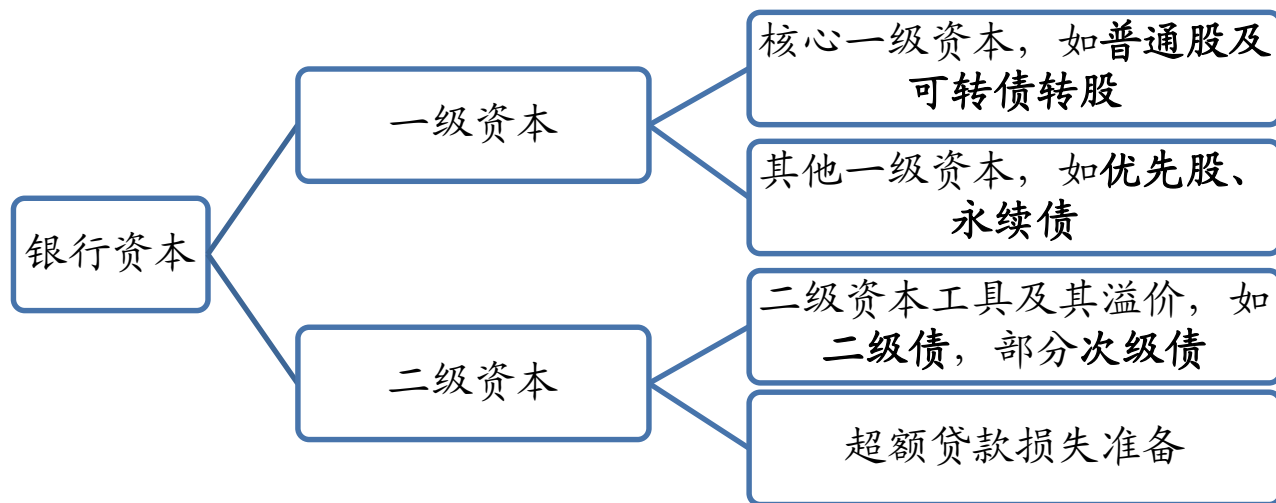 银行资本
一级资本
核心一级资本，如普通股及
可转债转股
其他一级资本，如优先股、
永续债
二级资本
二级资本工具及其溢价，如
二级债，部分次级债
超额贷款损失准备